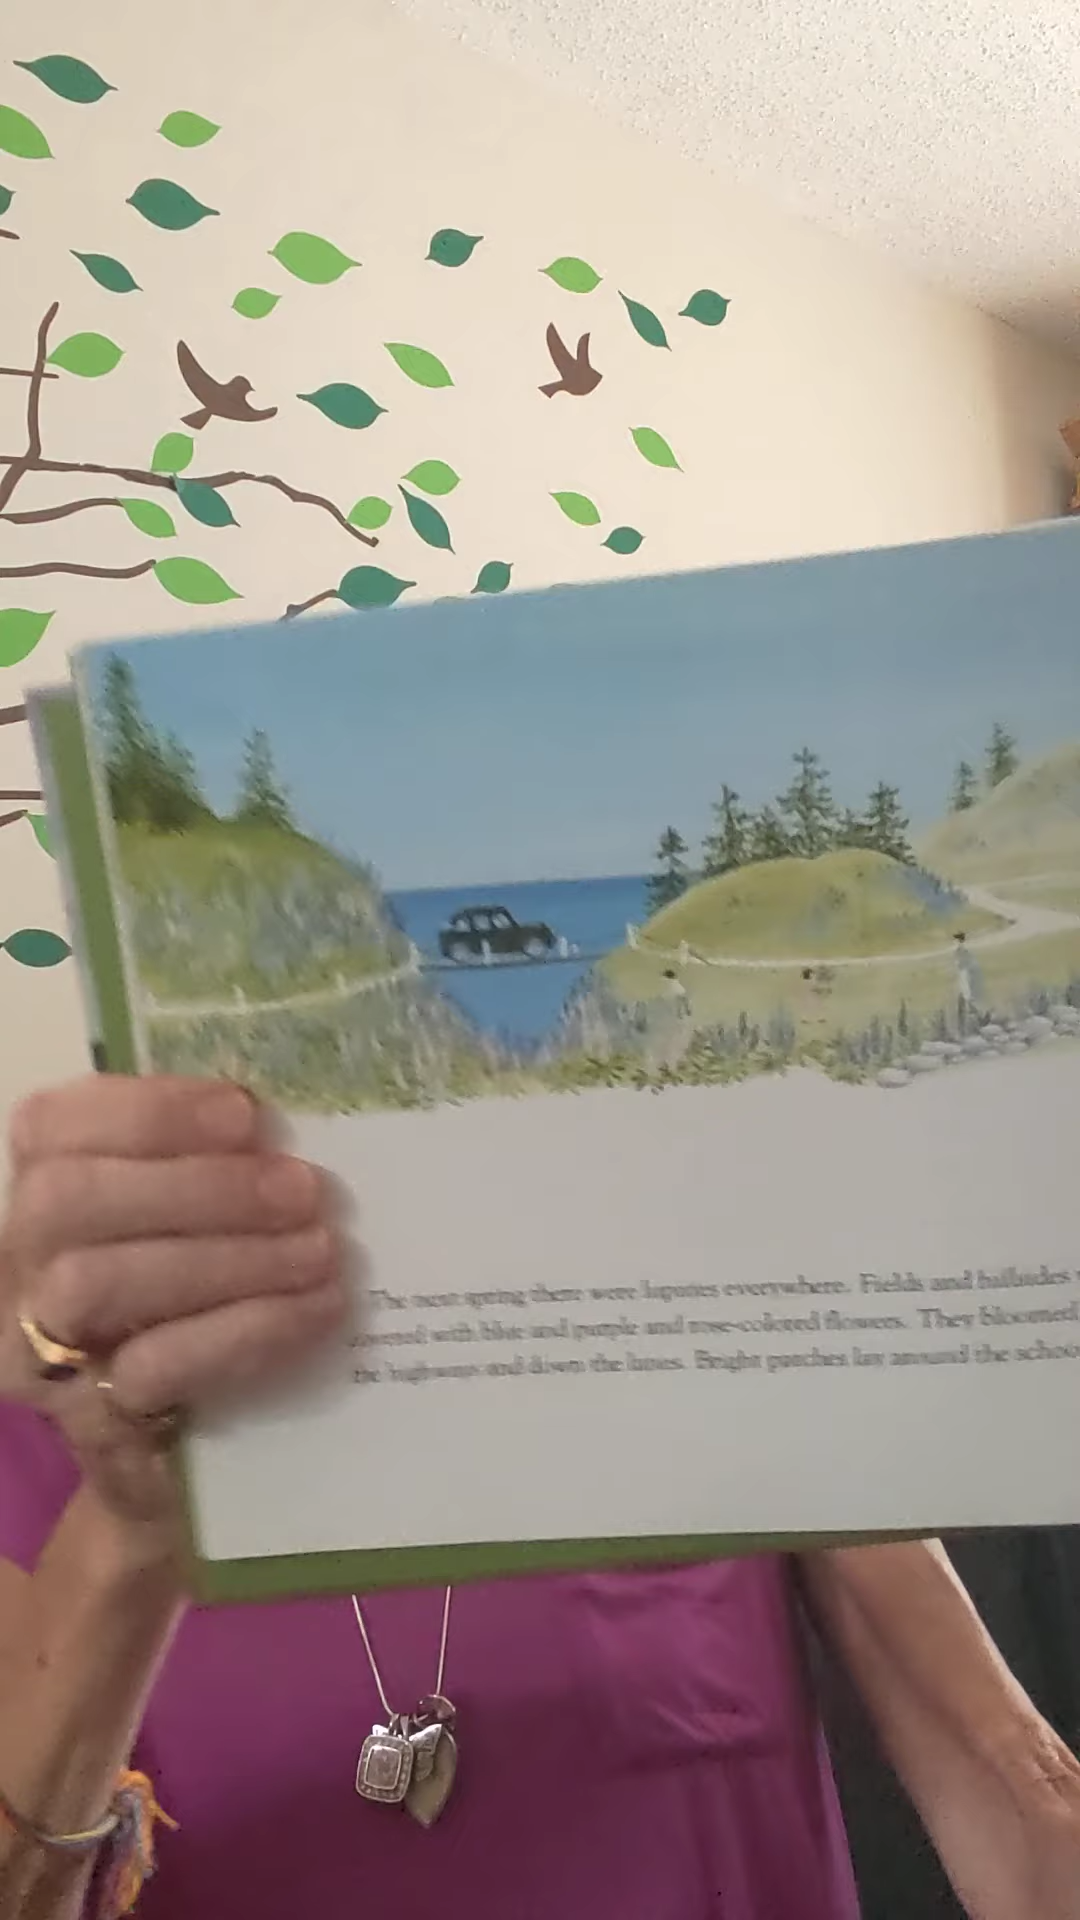 The next spring there were lupines everywhere. Fields and hillsides
covered with blue and purple and rose-colored flowers. They bloomed
the highways and down the lanes. Bright patches lay around the